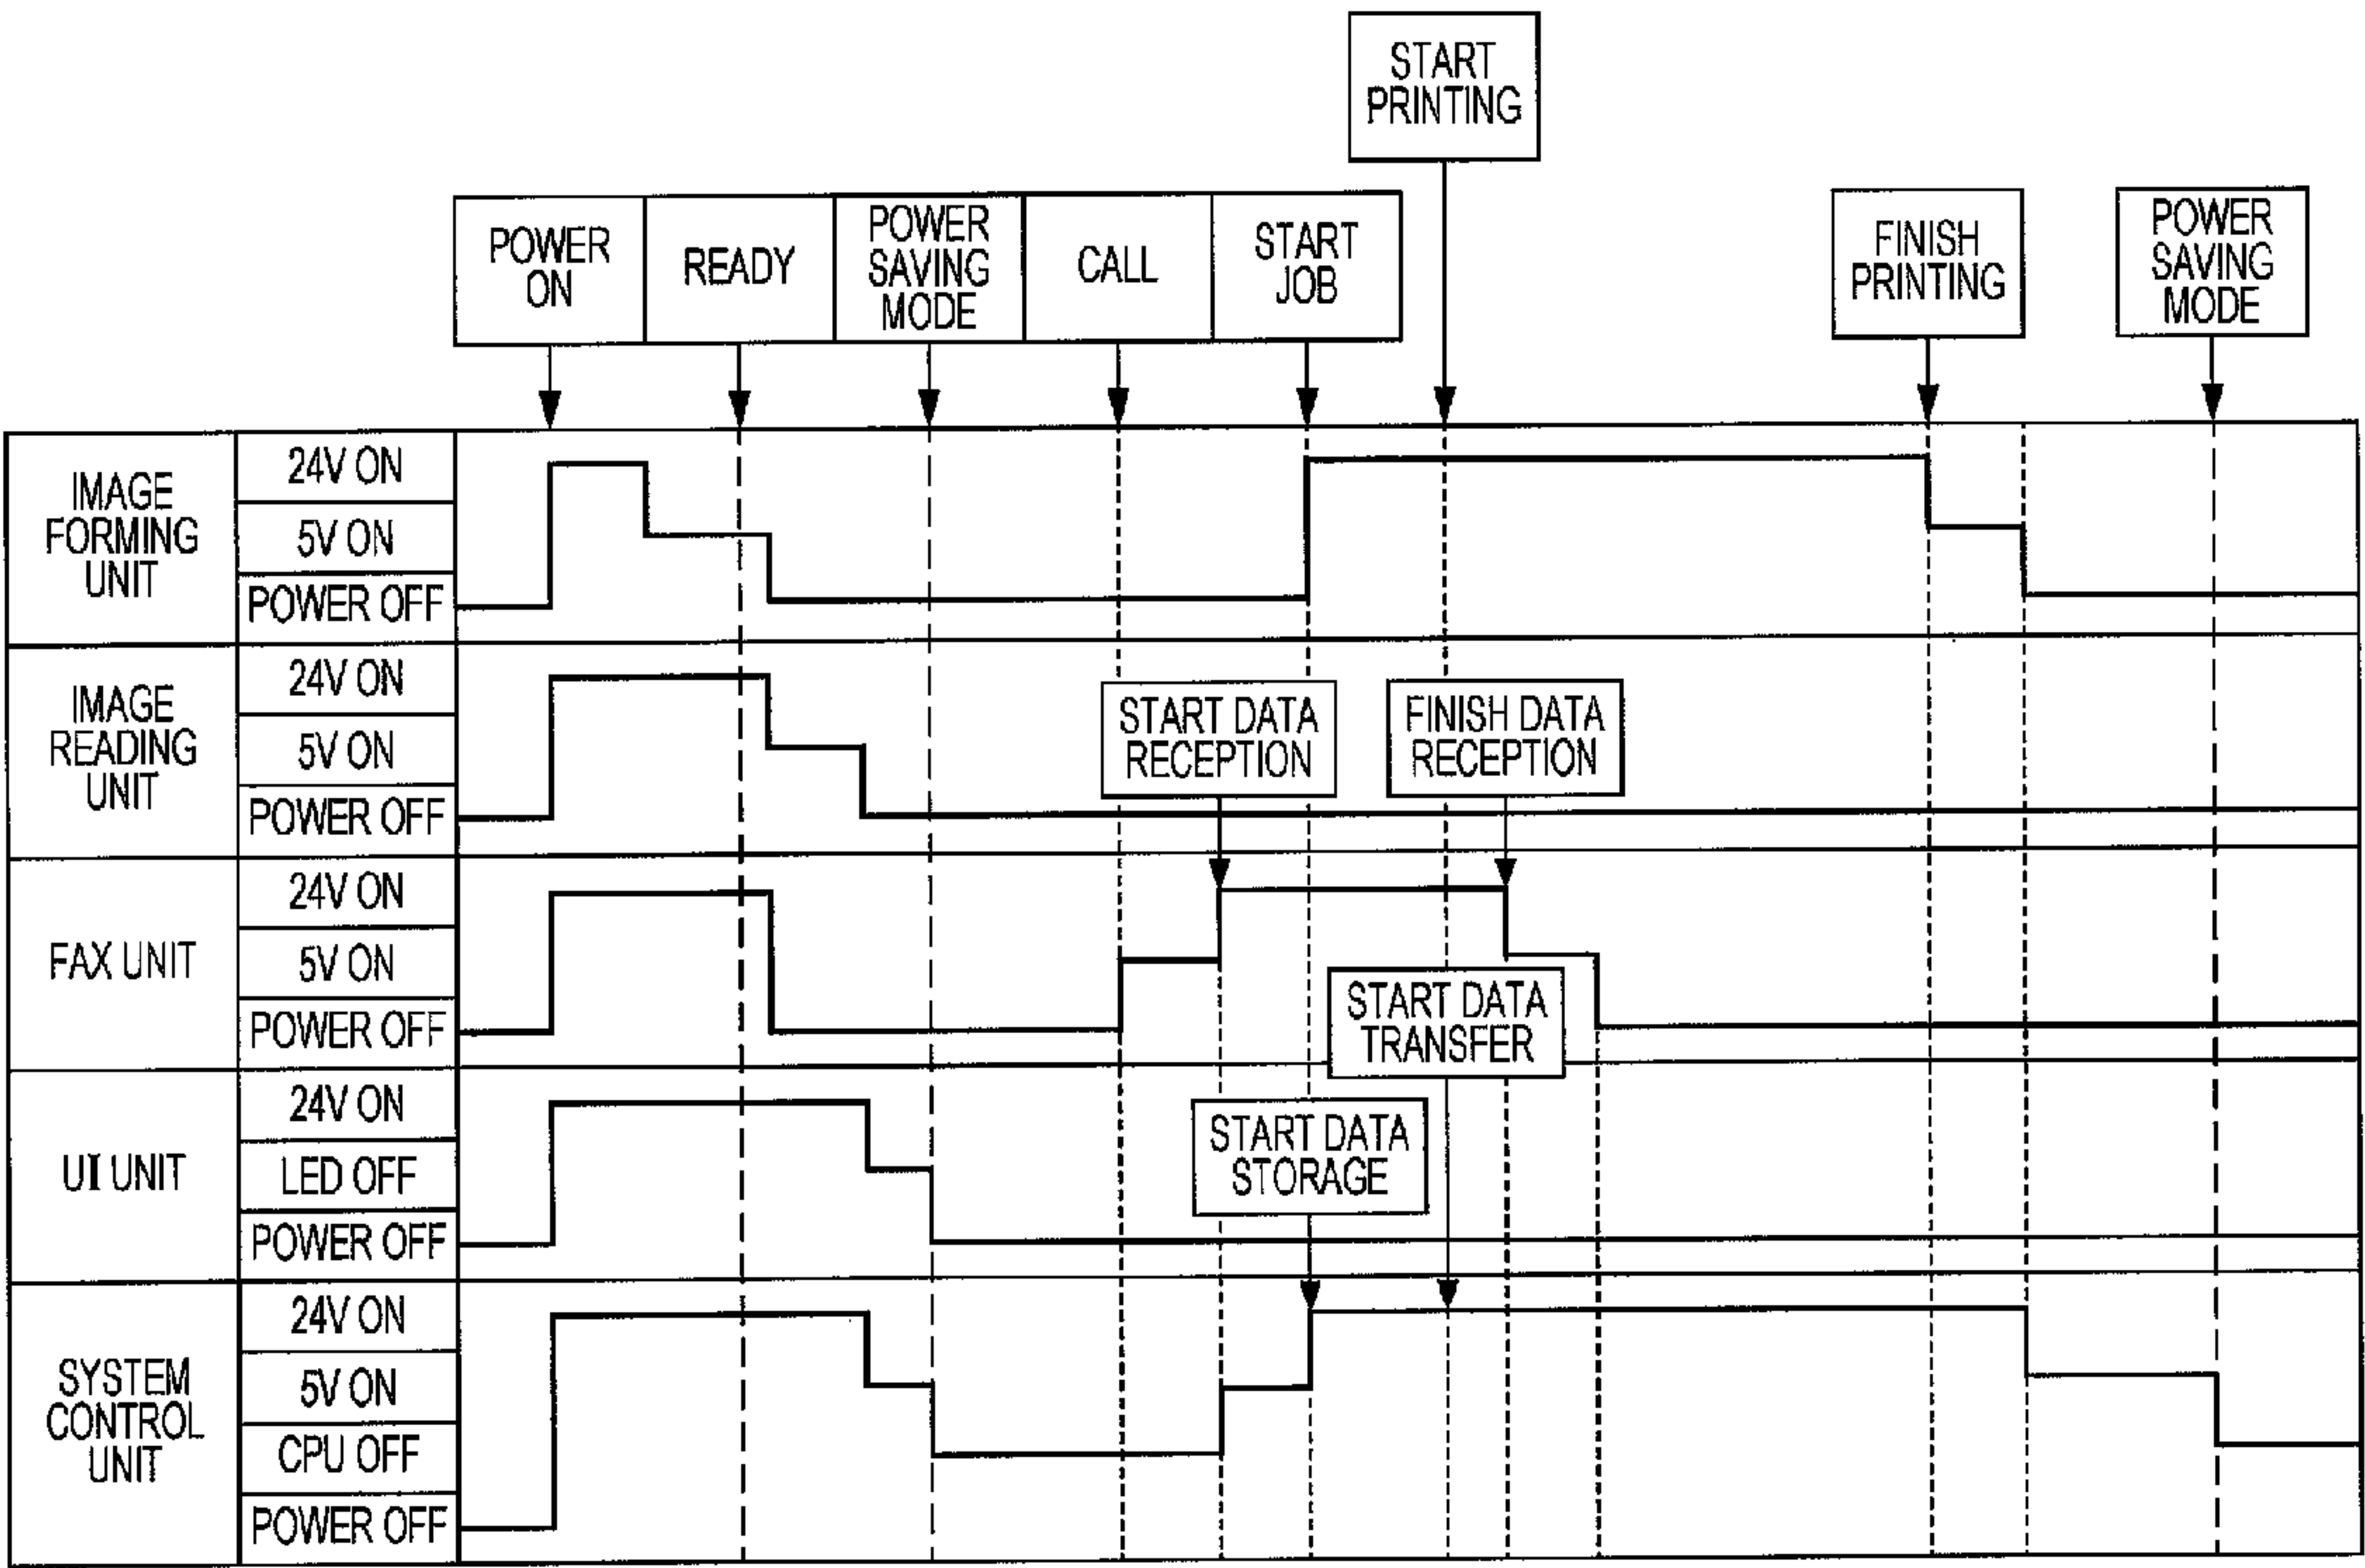 START
PRINTING
POWER
ON
READY
POWER
SAVING
MODE
CALL
START
JOB
FINISH
PRINTING
POWER
SAVING
MODE
IMAGE
FORMING
UNIT
24V ON
5V ON
POWER OFF
IMAGE
READING
UNIT
24V ON
5V ON
POWER OFF
START DATA
RECEPTION
FINISH DATA
RECEPTION
FAX UNIT
24V ON
5V ON
POWER OFF
START DATA
TRANSFER
UI UNIT
24V ON
LED OFF
POWER OFF
START DATA
STORAGE
SYSTEM
CONTROL
UNIT
24V ON
5V ON
CPU OFF
POWER OFF